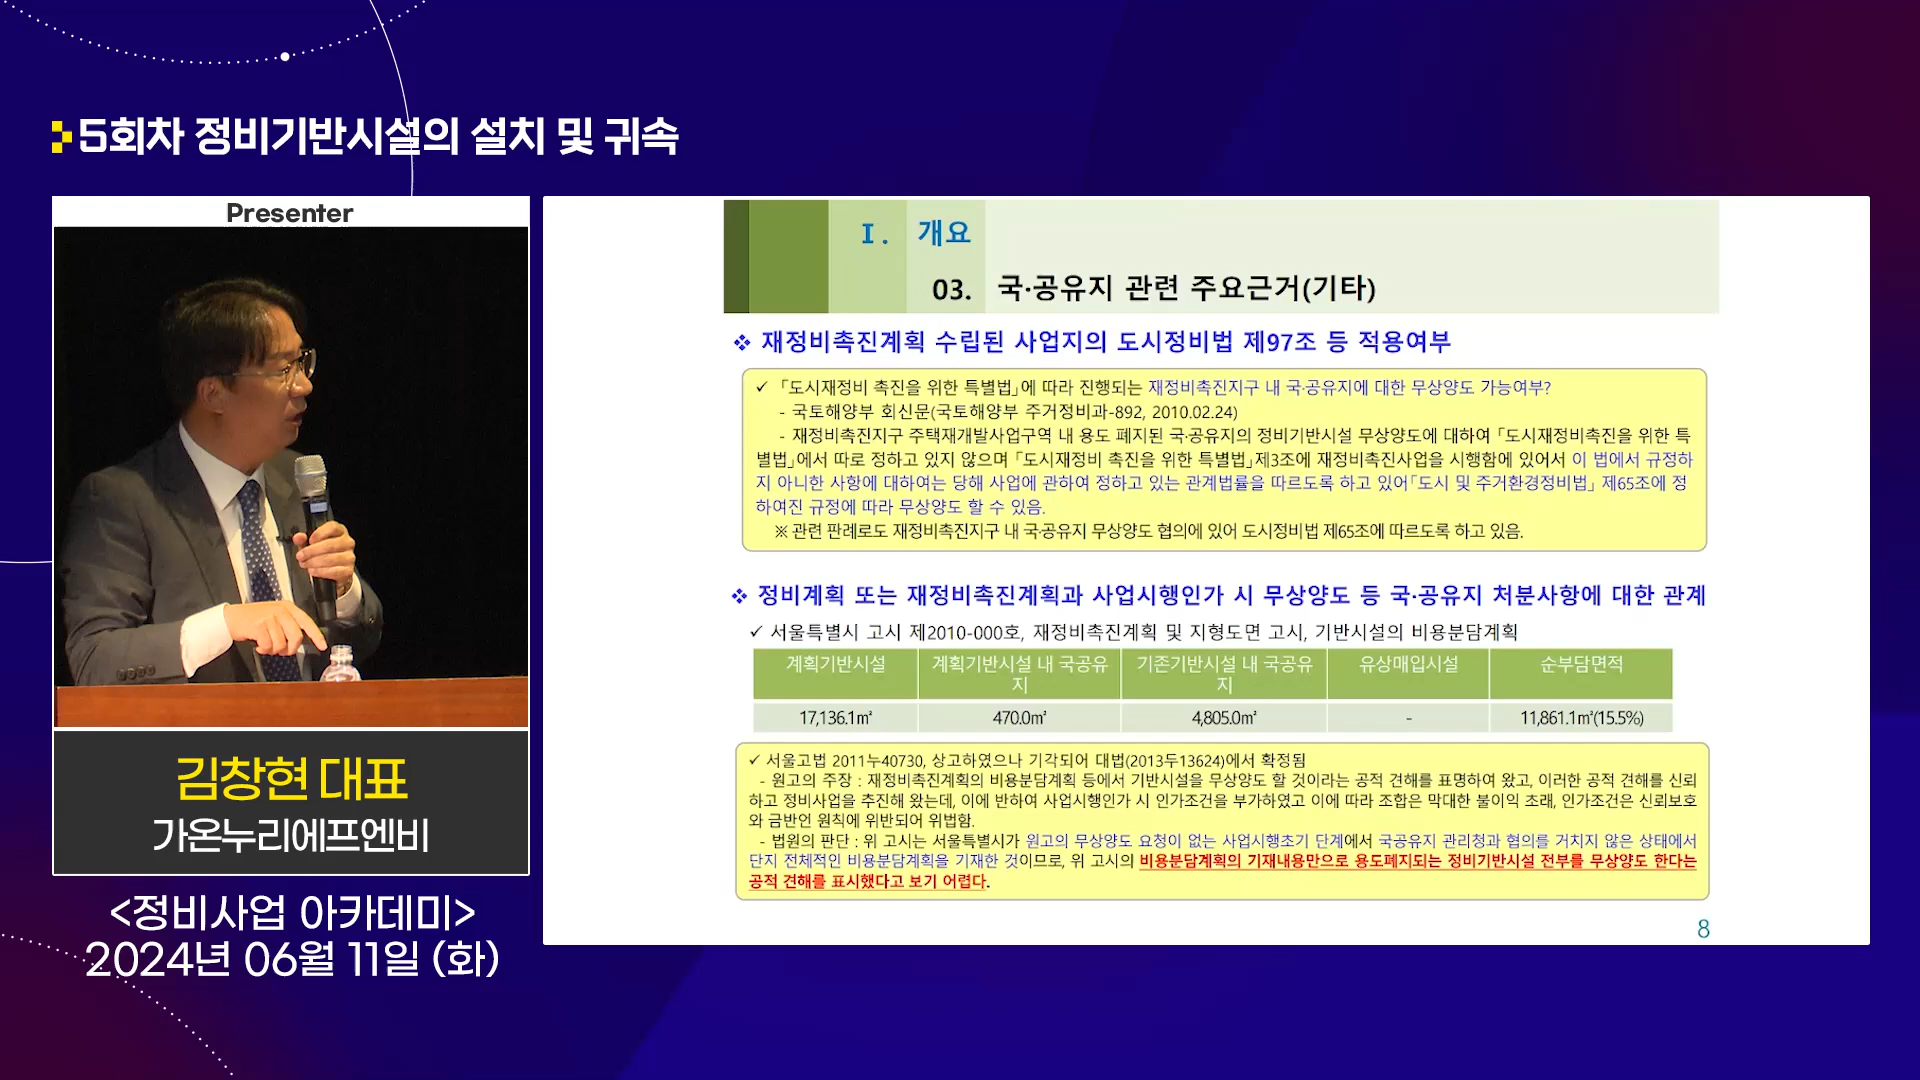 5회차 정비기반시설의 설치 및 귀속
Presenter
김창현 대표
가온누리에프엔비
<정비사업 아카데미>
2024년 06월 11일 (화)
Ⅰ. 개요
03. 국·공유지 관련 주요근거(기타)
❖ 재정비촉진계획 수립된 사업지의 도시정비법 제97조 등 적용여부
✓ 「도시재정비 촉진을 위한 특별법」에 따라 진행되는 재정비촉진지구 내 국·공유지에 대한 무상양도 가능여부?
- 국토해양부 회신문(국토해양부 주거정비과-892, 2010.02.24)
- 재정비촉진지구 주택재개발사업구역 내 용도 폐지된 국·공유지의 정비기반시설 무상양도에 대하여 「도시재정비촉진을 위한 특
별법」에서 따로 정하고 있지 않으며 「도시재정비 촉진을 위한 특별법」제3조에 재정비촉진사업을 시행함에 있어서 이 법에서 규정하
지 아니한 사항에 대하여는 당해 사업에 관하여 정하고 있는 관계법률을 따르도록 하고 있어「도시 및 주거환경정비법」 제65조에 정
하여진 규정에 따라 무상양도 할 수 있음.
※ 관련 판례로도 재정비촉진지구 내 국·공유지 무상양도 협의에 있어 도시정비법 제65조에 따르도록 하고 있음.
❖ 정비계획 또는 재정비촉진계획과 사업시행인가 시 무상양도 등 국·공유지 처분사항에 대한 관계
✓ 서울특별시 고시 제2010-000호, 재정비촉진계획 및 지형도면 고시, 기반시설의 비용분담계획
계획기반시설 계획기반시설 내 국공유 기존기반시설 내 국공유 유상매입시설 순부담면적
지 지
17,136.1㎡ 470.0㎡ 4,805.0㎡ - 11,861.1㎡(15.5%)
✓ 서울고법 2011누40730, 상고하였으나 기각되어 대법(2013두13624)에서 확정됨
- 원고의 주장 : 재정비촉진계획의 비용분담계획 등에서 기반시설을 무상양도 할 것이라는 공적 견해를 표명하여 왔고, 이러한 공적 견해를 신뢰
하고 정비사업을 추진해 왔는데, 이에 반하여 사업시행인가 시 인가조건을 부가하였고 이에 따라 조합은 막대한 불이익 초래, 인가조건은 신뢰보호
와 금반인 원칙에 위반되어 위법함.
- 법원의 판단 : 위 고시는 서울특별시가 원고의 무상양도 요청이 없는 사업시행초기 단계에서 국공유지 관리청과 협의를 거치지 않은 상태에서
단지 전체적인 비용분담계획을 기재한 것이므로, 위 고시의 비용분담계획의 기재내용만으로 용도폐지되는 정비기반시설 전부를 무상양도 한다는
공적 견해를 표시했다고 보기 어렵다.
8